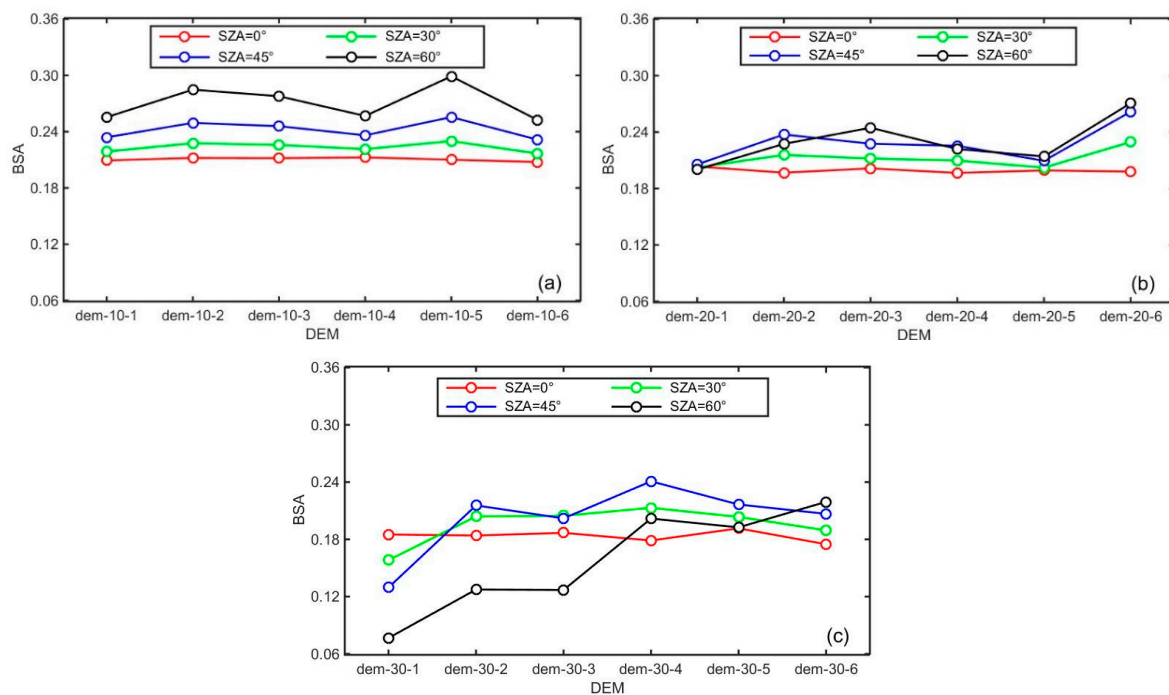 0.36
0.30
0.24
0.18
0.12
0.06
BSA
SZA=0° SZA=30°
SZA=45° SZA=60°
(a)
dem-10-1 dem-10-2 dem-10-3 dem-10-4 dem-10-5 dem-10-6
DEM
0.36
0.30
0.24
0.18
0.12
0.06
BSA
SZA=0° SZA=30°
SZA=45° SZA=60°
(b)
dem-20-1 dem-20-2 dem-20-3 dem-20-4 dem-20-5 dem-20-6
DEM
0.36
0.30
0.24
0.18
0.12
0.06
BSA
SZA=0° SZA=30°
SZA=45° SZA=60°
(c)
dem-30-1 dem-30-2 dem-30-3 dem-30-4 dem-30-5 dem-30-6
DEM